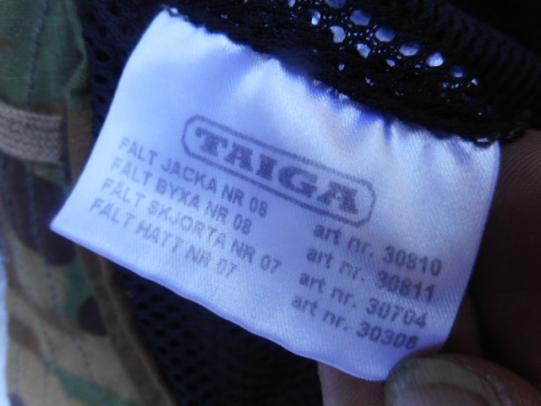 TAIGA
FÄLT JACKA NR 08 art nr. 30810
FÄLT BYXA NR 08 art nr. 30811
FÄLT SKJORTA NR 07 art nr. 30704
FÄLT HATT NR 07 art nr. 30306